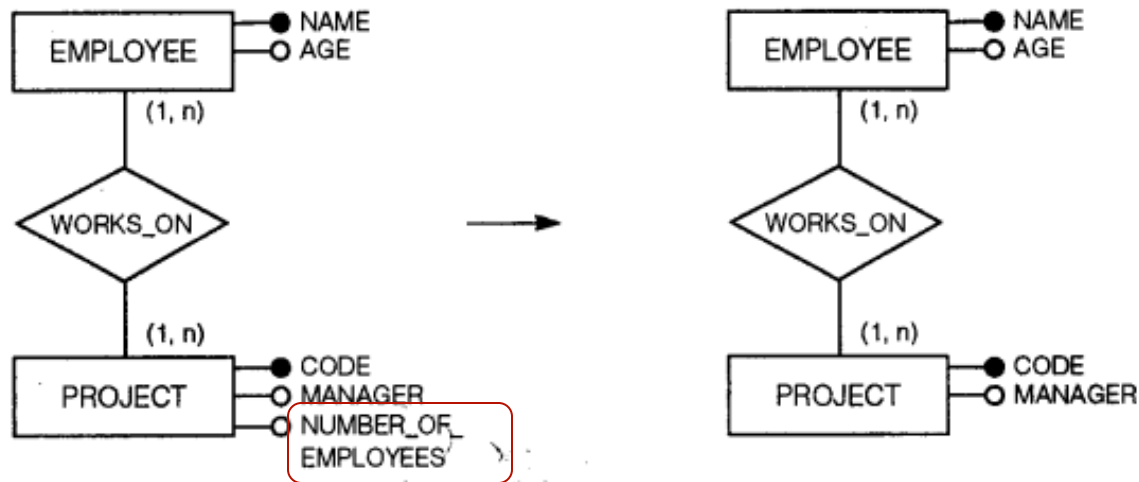 EMPLOYEE
NAME
AGE
(1, n)
WORKS_ON
(1, n)
PROJECT
CODE
MANAGER
NUMBER_OF_
EMPLOYEES
EMPLOYEE
NAME
AGE
(1, n)
WORKS_ON
(1, n)
PROJECT
CODE
MANAGER